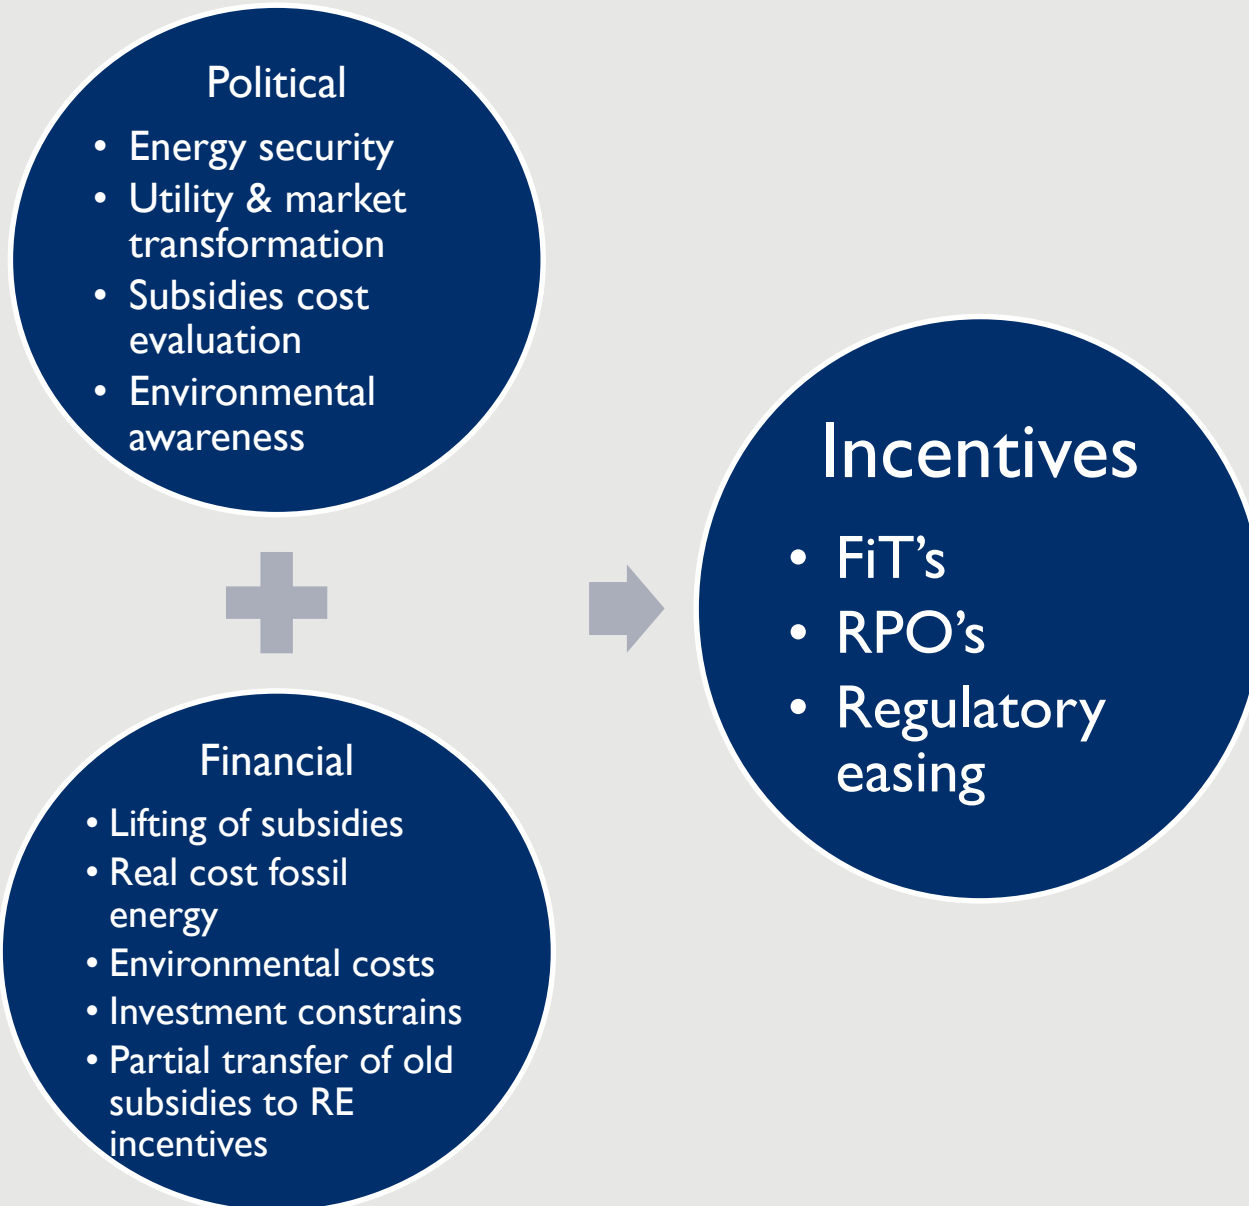 Political
• Energy security
• Utility & market
transformation
• Subsidies cost
evaluation
• Environmental
awareness
Financial
• Lifting of subsidies
• Real cost fossil
energy
• Environmental costs
• Investment constrains
• Partial transfer of old
subsidies to RE
incentives
Incentives
• FiT’s
• RPO’s
• Regulatory
easing